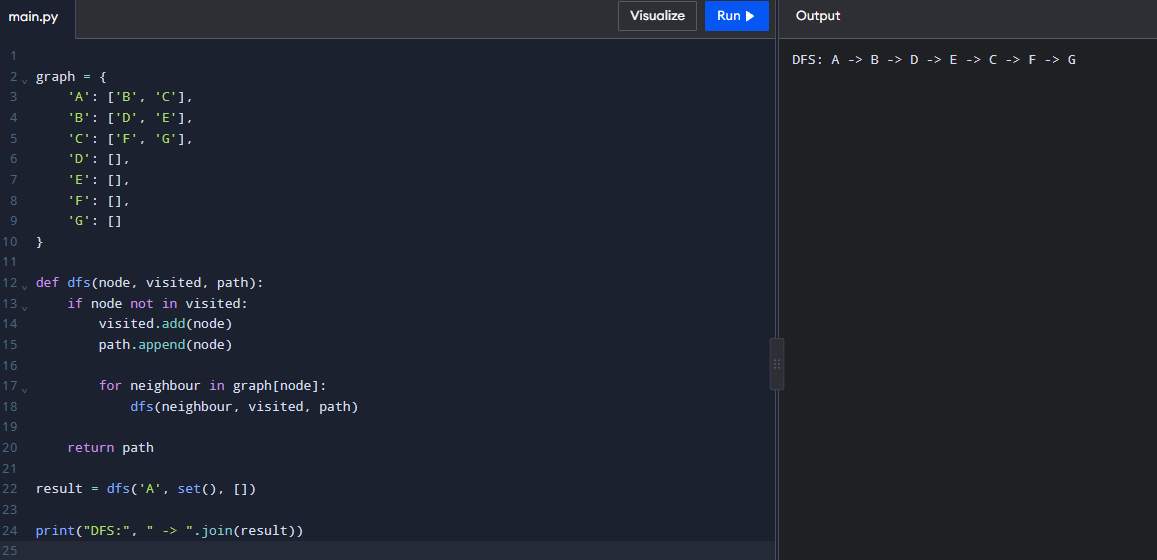 main.py
Visualize
Run
Output
1
2 graph = {
3     'A': ['B', 'C'],
4     'B': ['D', 'E'],
5     'C': ['F', 'G'],
6     'D': [],
7     'E': [],
8     'F': [],
9     'G': []
10 }
11
12 def dfs(node, visited, path):
13     if node not in visited:
14         visited.add(node)
15         path.append(node)
16
17         for neighbour in graph[node]:
18             dfs(neighbour, visited, path)
19
20     return path
21
22 result = dfs('A', set(), [])
23
24 print("DFS:", " -> ".join(result))
25
DFS: A -> B -> D -> E -> C -> F -> G